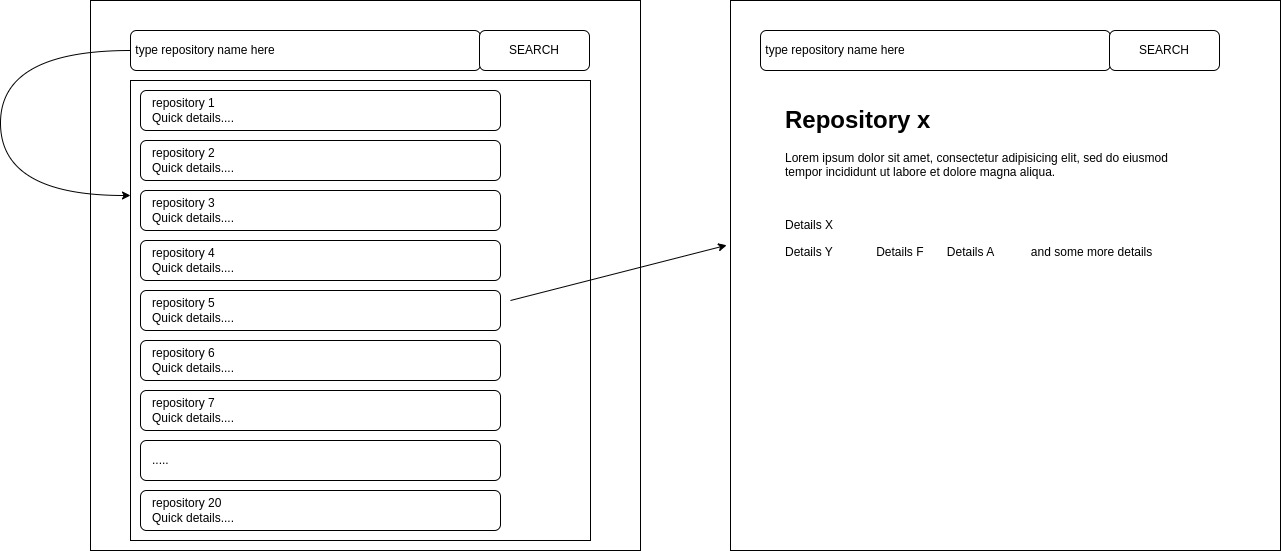 type repository name here
SEARCH
repository 1
Quick details....
repository 2
Quick details....
repository 3
Quick details....
repository 4
Quick details....
repository 5
Quick details....
repository 6
Quick details....
repository 7
Quick details....
.....
repository 20
Quick details....
type repository name here
SEARCH
Repository x
Lorem ipsum dolor sit amet, consectetur adipisicing elit, sed do eiusmod
tempor incididunt ut labore et dolore magna aliqua.
Details X
Details Y Details F Details A and some more details